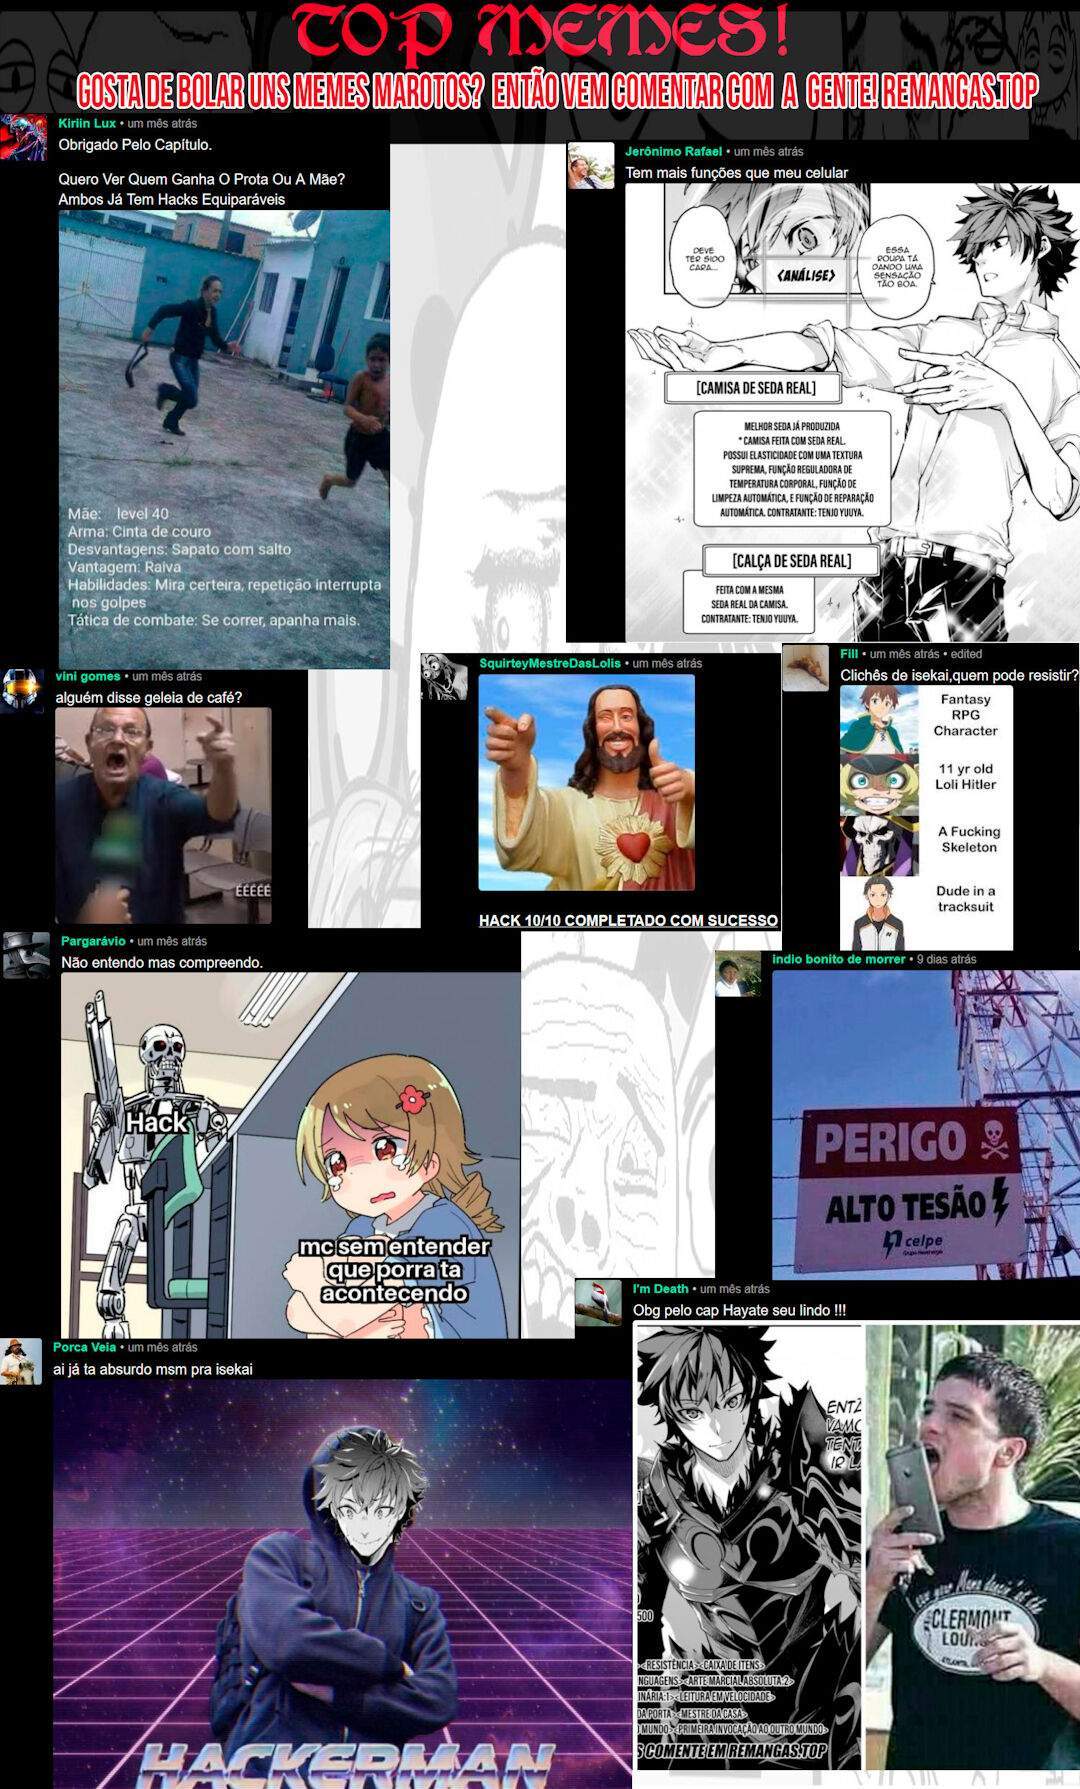 TOP MEMES!
GOSTA DE BOLAR UNS MEMES MAROTOS? ENTÃO VEM COMENTAR COM A GENTE! REMANGAS.TOP
Kiriin Lux • um mês atrás
Obrigado Pelo Capítulo.
Quero Ver Quem Ganha O Prota Ou A Mãe?
Ambos Já Tem Hacks Equiparáveis
Mãe: level 40
Arma: Cinta de couro
Desvantagens: Sapato com salto
Vantagem: Raiva
Habilidades: Mira certeira, repetição interrupta
nos golpes
Tática de combate: Se correr, apanha mais.
Jerônimo Rafael • um mês atrás
Tem mais funções que meu celular
DEVE
TER SIDO
CARA...
<ANÁLISE>
ESSA
ROUPA TÁ
DANDO UMA
SENSAÇÃO
TÃO BOA.
[CAMISA DE SEDA REAL]
MELHOR SEDA JÁ PRODUZIDA
* CAMISA FEITA COM SEDA REAL.
POSSUI ELASTICIDADE COM UMA TEXTURA
SUPREMA, FUNÇÃO REGULADORA DE
TEMPERATURA CORPORAL, FUNÇÃO DE
LIMPEZA AUTOMÁTICA, E FUNÇÃO DE REPARAÇÃO
AUTOMÁTICA. CONTRATANTE: TENJO YUUYA.
[CALÇA DE SEDA REAL]
FEITA COM A MESMA
SEDA REAL DA CAMISA.
CONTRATANTE: TENJO YUUYA.
vini gomes • um mês atrás
alguém disse geleia de café?
ÉÉÉÉÉ
SquirteyMestreDasLolis • um mês atrás
HACK 10/10 COMPLETADO COM SUCESSO
Fill • um mês atrás • edited
Clichês de isekai,quem pode resistir?
Fantasy
RPG
Character
11 yr old
Loli Hitler
A Fucking
Skeleton
Dude in a
tracksuit
Pargarávio • um mês atrás
Não entendo mas compreendo.
Hack
mc sem entender
que porra ta
acontecendo
indio bonito de morrer • 9 dias atrás
PERIGO
ALTO TESÃO
celpe
Grupo Neoenergia
I'm Death • um mês atrás
Obg pelo cap Hayate seu lindo !!!
ENTÃ
VAMO
TENTA
IR LÁ
500
<RESISTÊNCIA> <CAIXA DE ITENS>
NGUAGENS> <ARTE MARCIAL ABSOLUTA:2>
INÁRIA:1> <LEITURA EM VELOCIDADE>
DA PORTA> <MESTRE DA CASA>
MUNDO> <PRIMEIRA INVOCAÇÃO AO OUTRO MUNDO>
S COMENTE EM REMANGAS.TOP
CLERMONT
Porca Veia • um mês atrás
ai já ta absurdo msm pra isekai
HACKERMAN